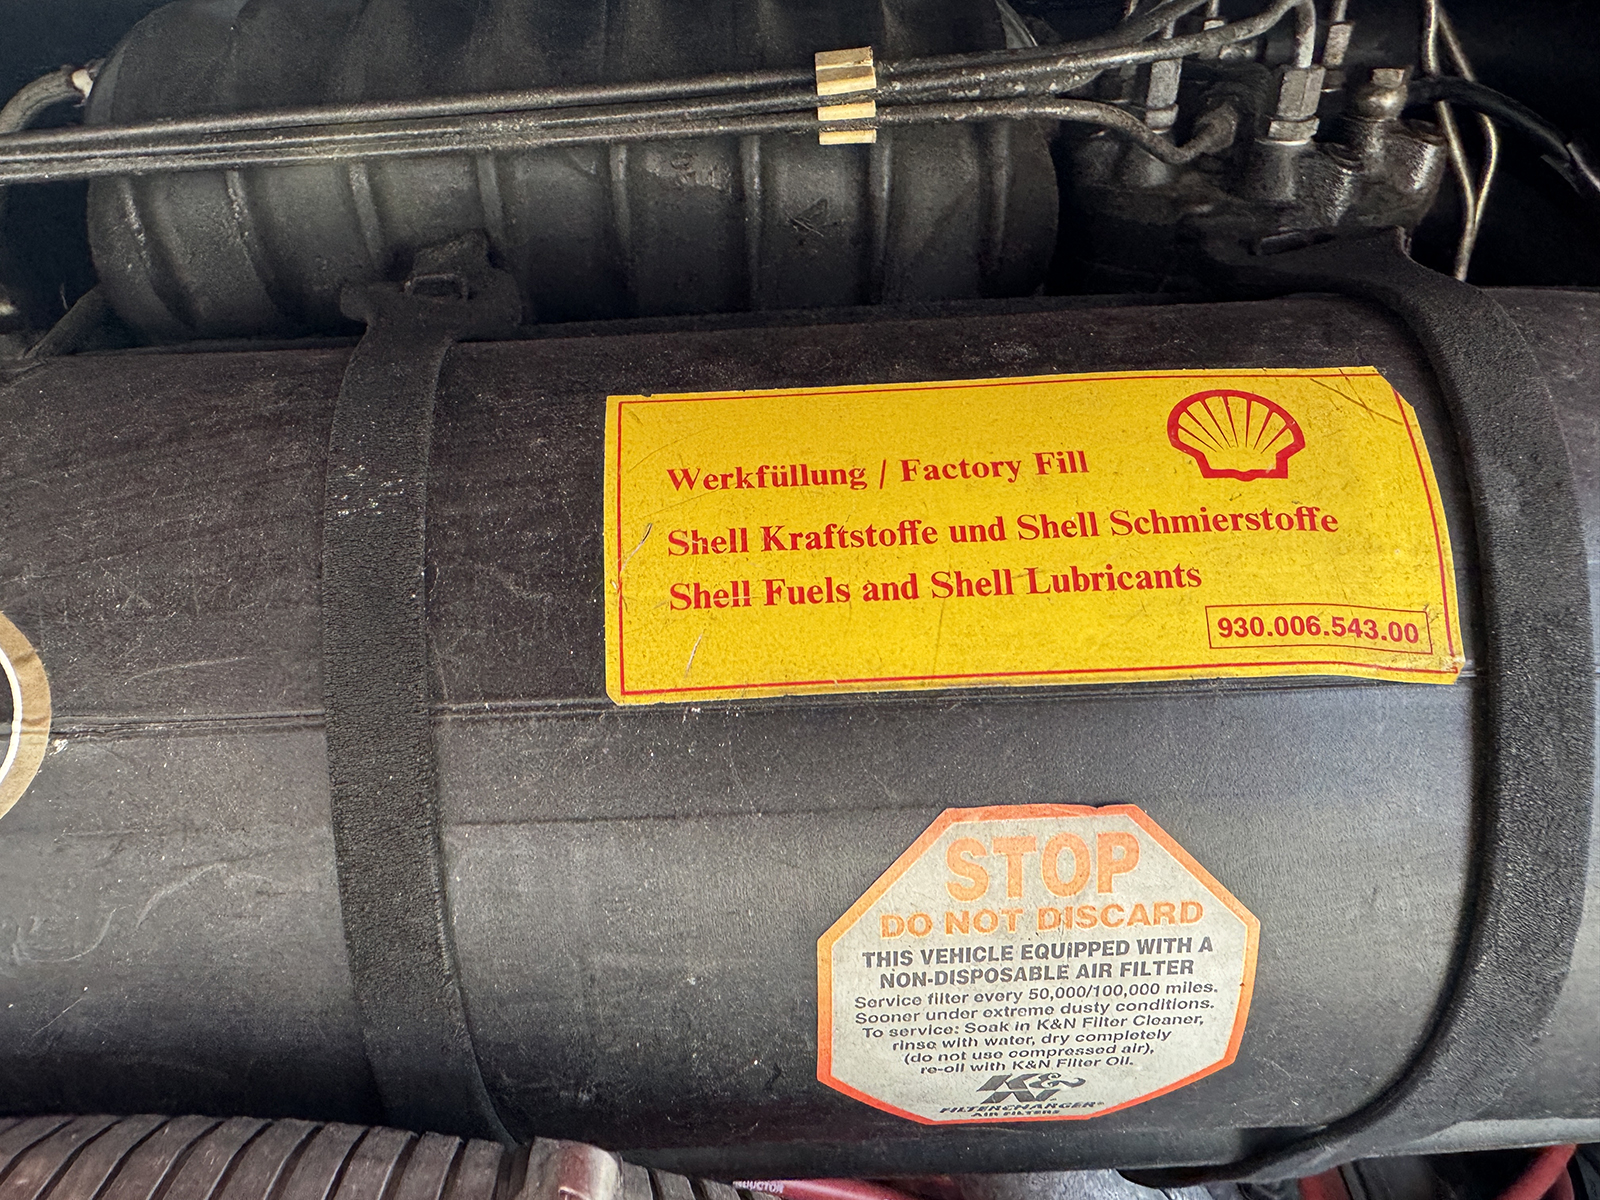 Werkfüllung / Factory Fill
Shell Kraftstoffe und Shell Schmierstoffe
Shell Fuels and Shell Lubricants
930.006.543.00
STOP
DO NOT DISCARD
THIS VEHICLE EQUIPPED WITH A
NON-DISPOSABLE AIR FILTER
Service filter every 50,000/100,000 miles.
Sooner under extreme dusty conditions.
To service: Soak in K&N Filter Cleaner,
rinse with water, dry completely
(do not use compressed air),
re-oil with K&N Filter Oil.
K&N
FILTERCHARGER®
AIR FILTERS